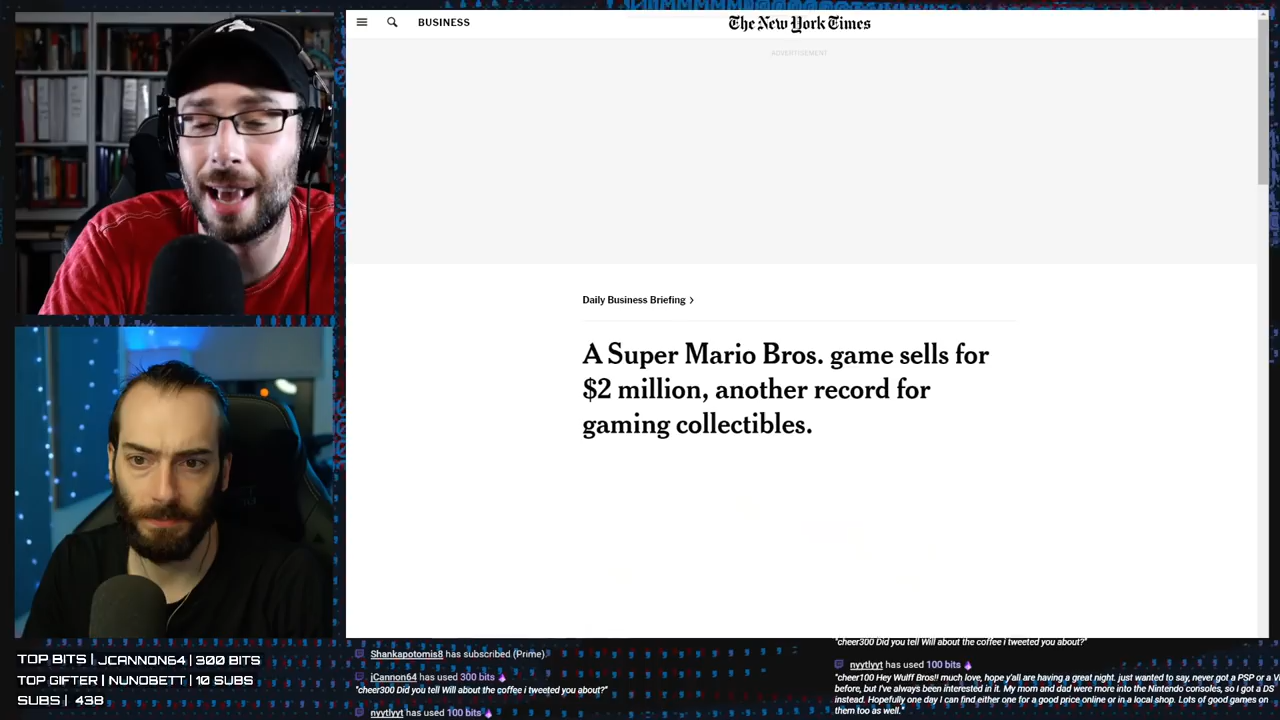 BUSINESS
The New York Times
ADVERTISEMENT
Daily Business Briefing >
A Super Mario Bros. game sells for
$2 million, another record for
gaming collectibles.
TOP BITS | JCANNON64 | 300 BITS
TOP GIFTER | NUNOBETT | 10 SUBS
SUBS | 438
Shankapotomis8 has subscribed (Prime)
jCannon64 has used 300 bits
"cheer300 Did you tell Will about the coffee i tweeted you about?"
nyytlyyt has used 100 bits
"cheer300 Did you tell Will about the coffee i tweeted you about?"
nyytlyyt has used 100 bits
"cheer100 Hey Wulff Bros!! much love, hope y'all are having a great night. just wanted to say, never got a PSP or a
before, but I've always been interested in it. My mom and dad were more into the Nintendo consoles, so I got a DS
instead. Hopefully one day I can find either one for a good price online or in a local shop. Lots of good games on
them too as well."